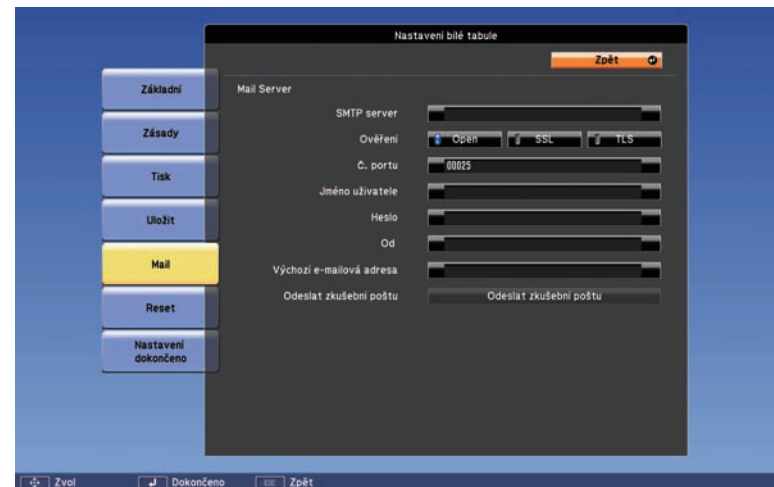 Nastavení bílé tabule
Zpět
Základní
Zásady
Tisk
Uložit
Mail
Reset
Nastavení
dokončeno
Mail Server
SMTP server
Ověření Open SSL TLS
Č. portu 00025
Jméno uživatele
Heslo
Od
Výchozí e-mailová adresa
Odeslat zkušební poštu Odeslat zkušební poštu
Zvol Dokončeno Esc Zpět